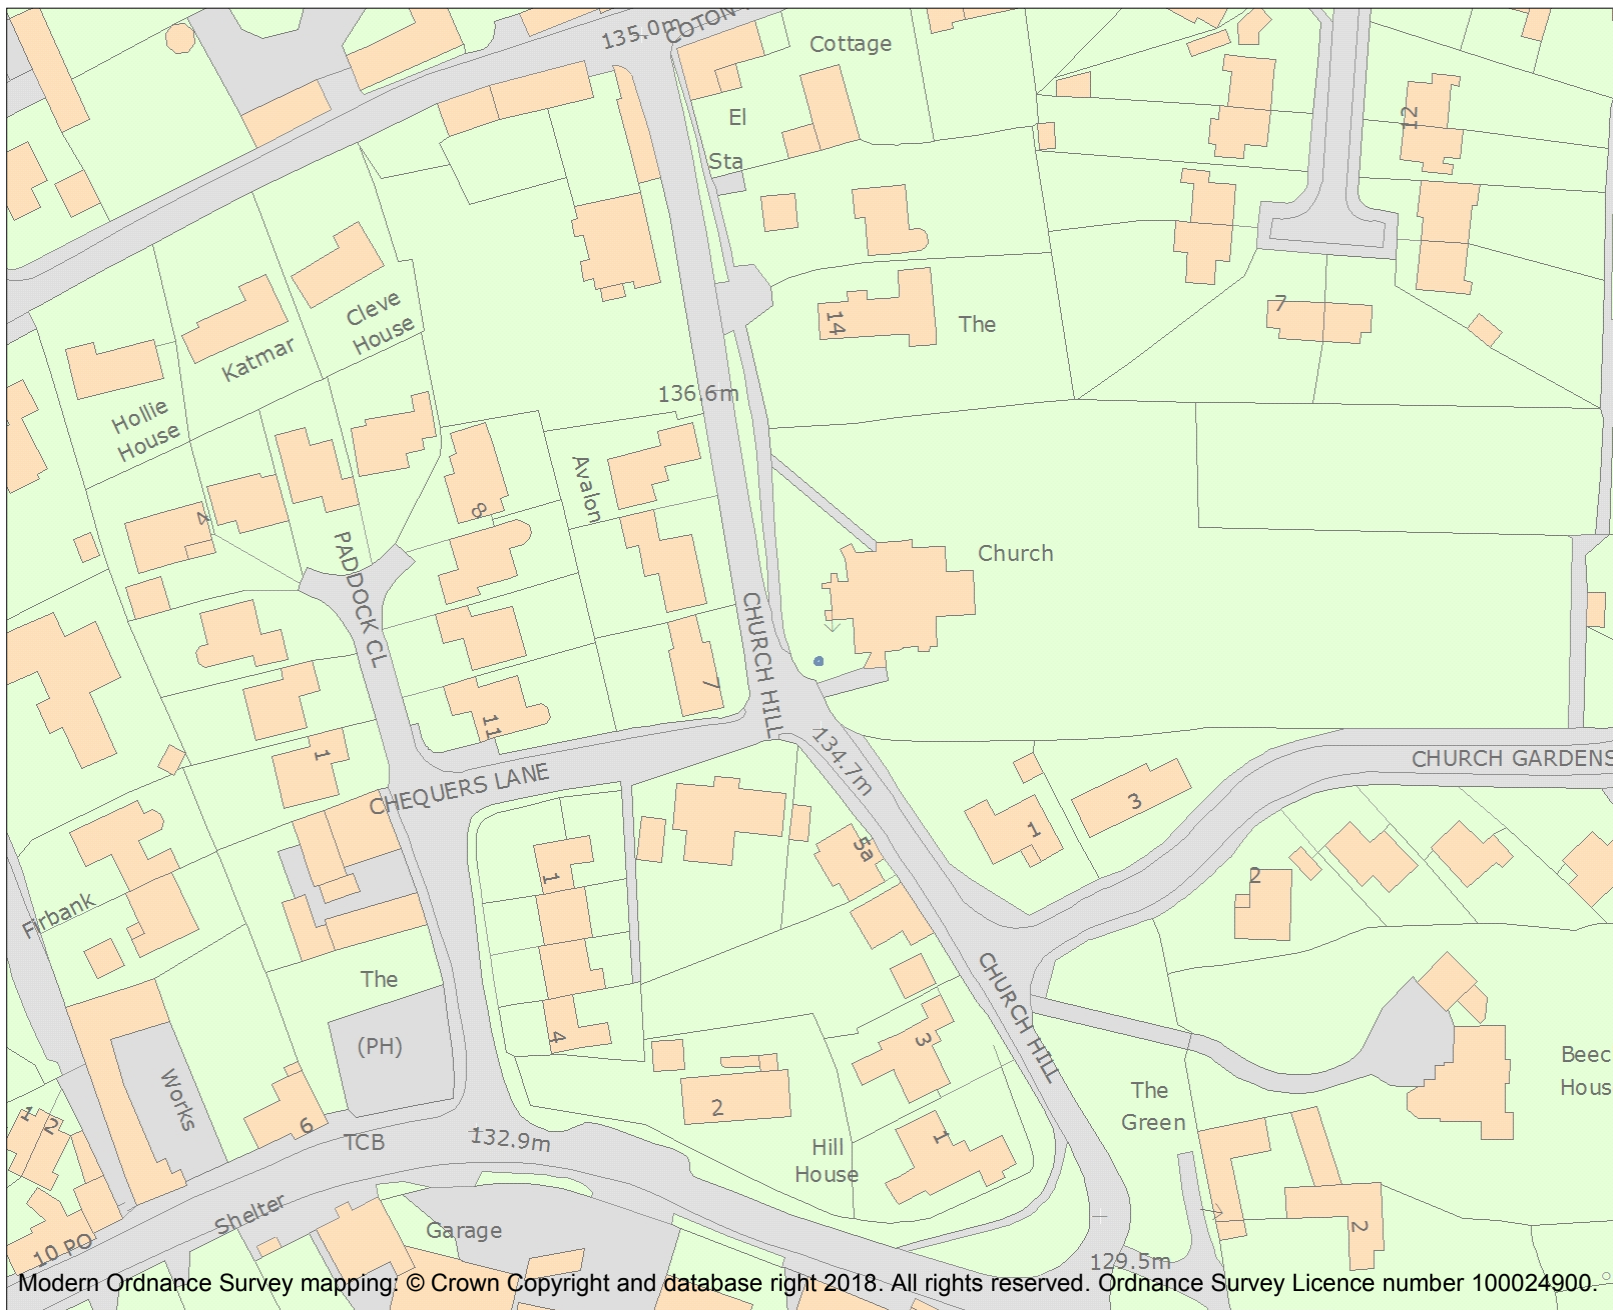 135.0m
COTON
Cottage
El
Sta
12
Cleve
House
Katmar
Hollie
House
14
The
7
136.6m
Avalon
8
4
PADDOCK CL
Church
CHURCH HILL
7
11
1
134.7m
CHEQUERS LANE
CHURCH GARDENS
3
1
5a
1
2
Firbank
The
(PH)
CHURCH HILL
4
3
Works
Beec
Hous
The
Green
1 2
6
TCB
132.9m
2
Hill
House
1
Shelter
Garage
10 PO
2
129.5m
Modern Ordnance Survey mapping: © Crown Copyright and database right 2018. All rights reserved. Ordnance Survey Licence number 100024900.